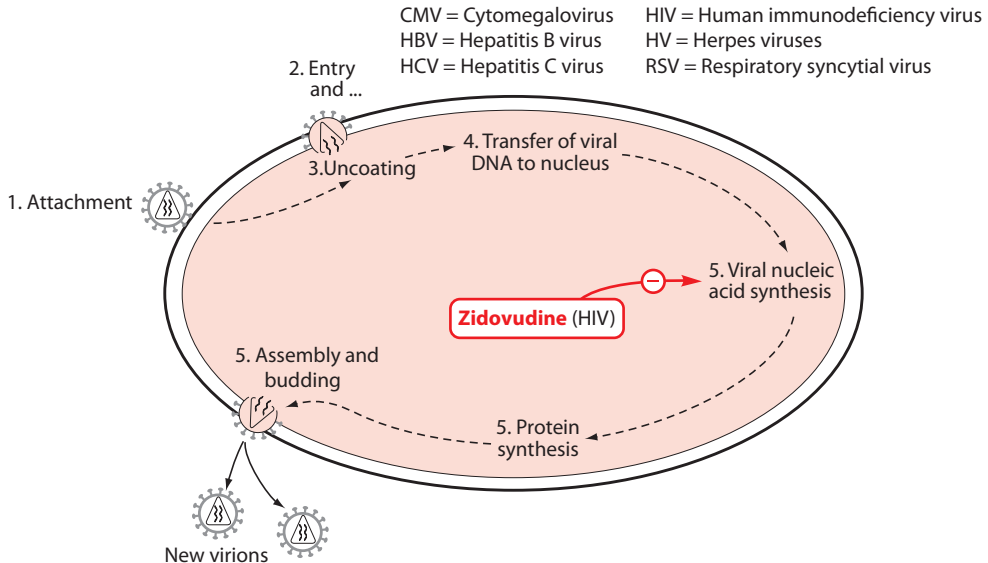 CMV = Cytomegalovirus
HBV = Hepatitis B virus
HCV = Hepatitis C virus
HIV = Human immunodeficiency virus
HV = Herpes viruses
RSV = Respiratory syncytial virus
1. Attachment
2. Entry
and ...
3.Uncoating
4. Transfer of viral
DNA to nucleus
5. Viral nucleic
acid synthesis
Zidovudine (HIV)
−
5. Protein
synthesis
5. Assembly and
budding
New virions